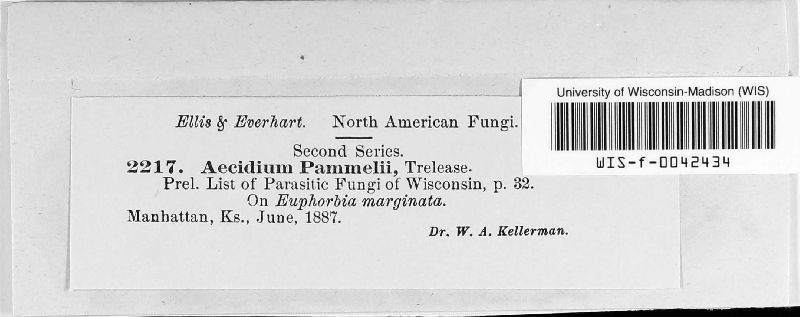 Ellis & Everhart. North American Fungi.
Second Series.
2217. Aecidium Pammelii, Trelease.
Prel. List of Parasitic Fungi of Wisconsin, p. 32.
On Euphorbia marginata.
Manhattan, Ks., June, 1887.
Dr. W. A. Kellerman.
University of Wisconsin-Madison (WIS)
WIS-f-0042434